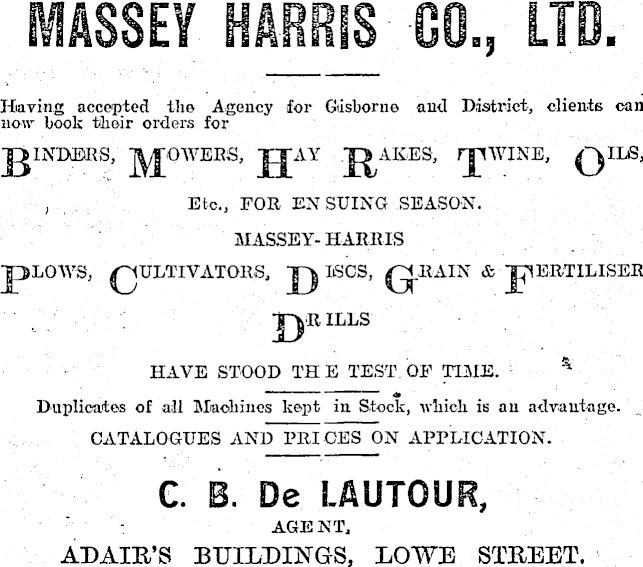 MASSEY HARRIS CO., LTD.
Having accepted the Agency for Gisborne and District, clients can
now book their orders for
BINDERS, MOWERS, HAY RAKES, TWINE, OILS,
Etc., FOR ENSUING SEASON.
MASSEY-HARRIS
PLOWS, CULTIVATORS, DISCS, GRAIN & FERTILISER
DRILLS
HAVE STOOD THE TEST OF TIME.
Duplicates of all Machines kept in Stock, which is an advantage.
CATALOGUES AND PRICES ON APPLICATION.
C. B. De LAUTOUR,
AGENT,
ADAIR'S BUILDINGS, LOWE STREET.